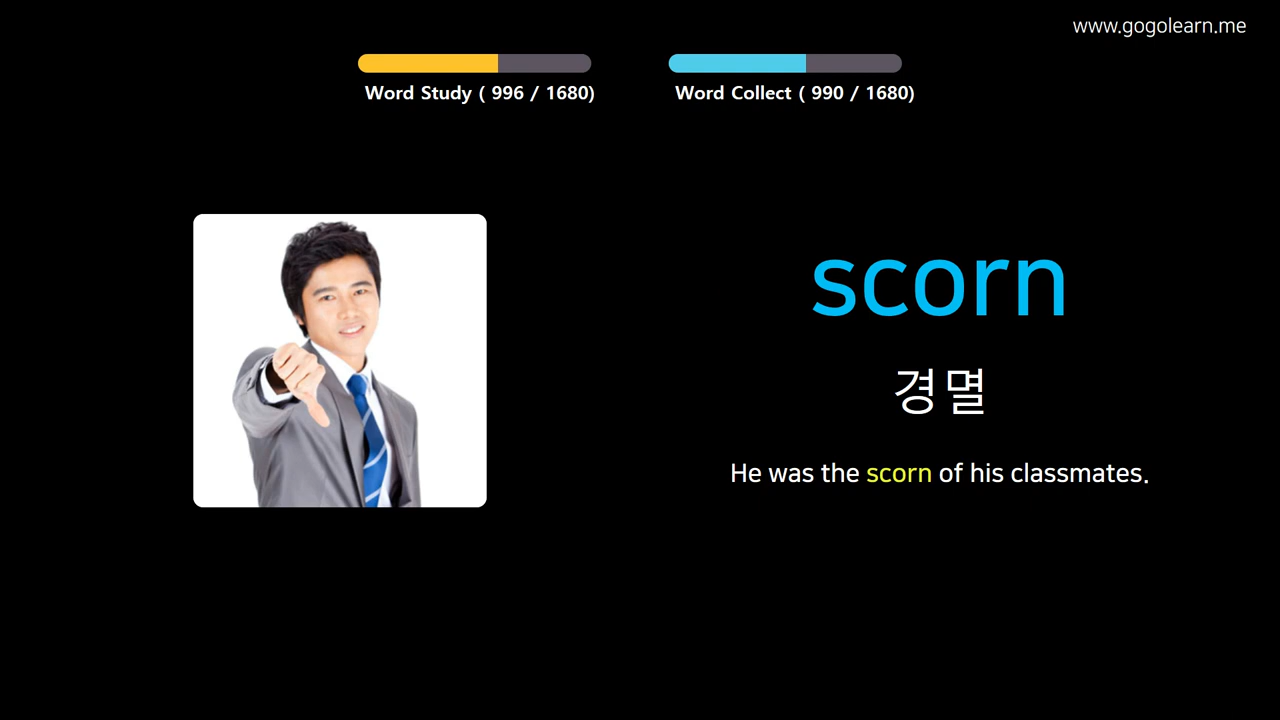 www.gogolearn.me
Word Study ( 996 / 1680)
Word Collect ( 990 / 1680)
scorn
경멸
He was the scorn of his classmates.